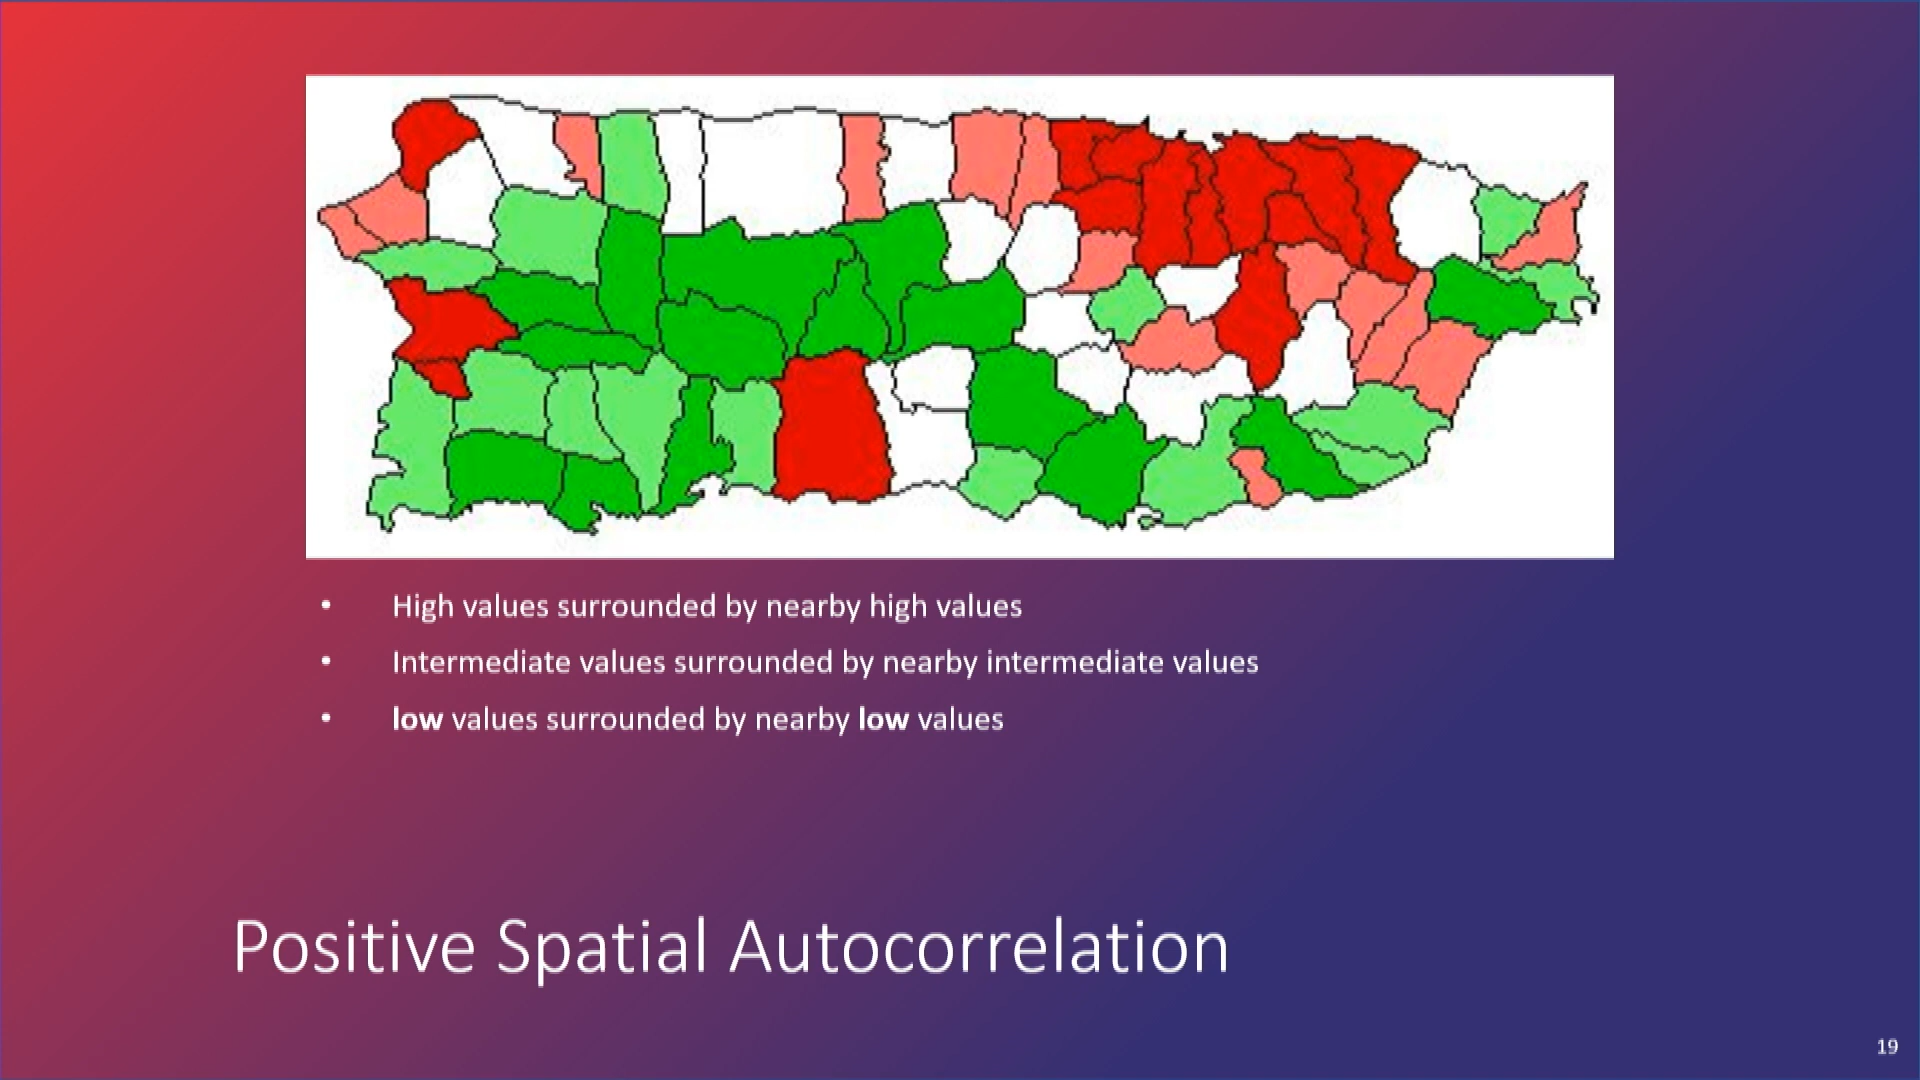 • High values surrounded by nearby high values
• Intermediate values surrounded by nearby intermediate values
• low values surrounded by nearby low values
Positive Spatial Autocorrelation
19